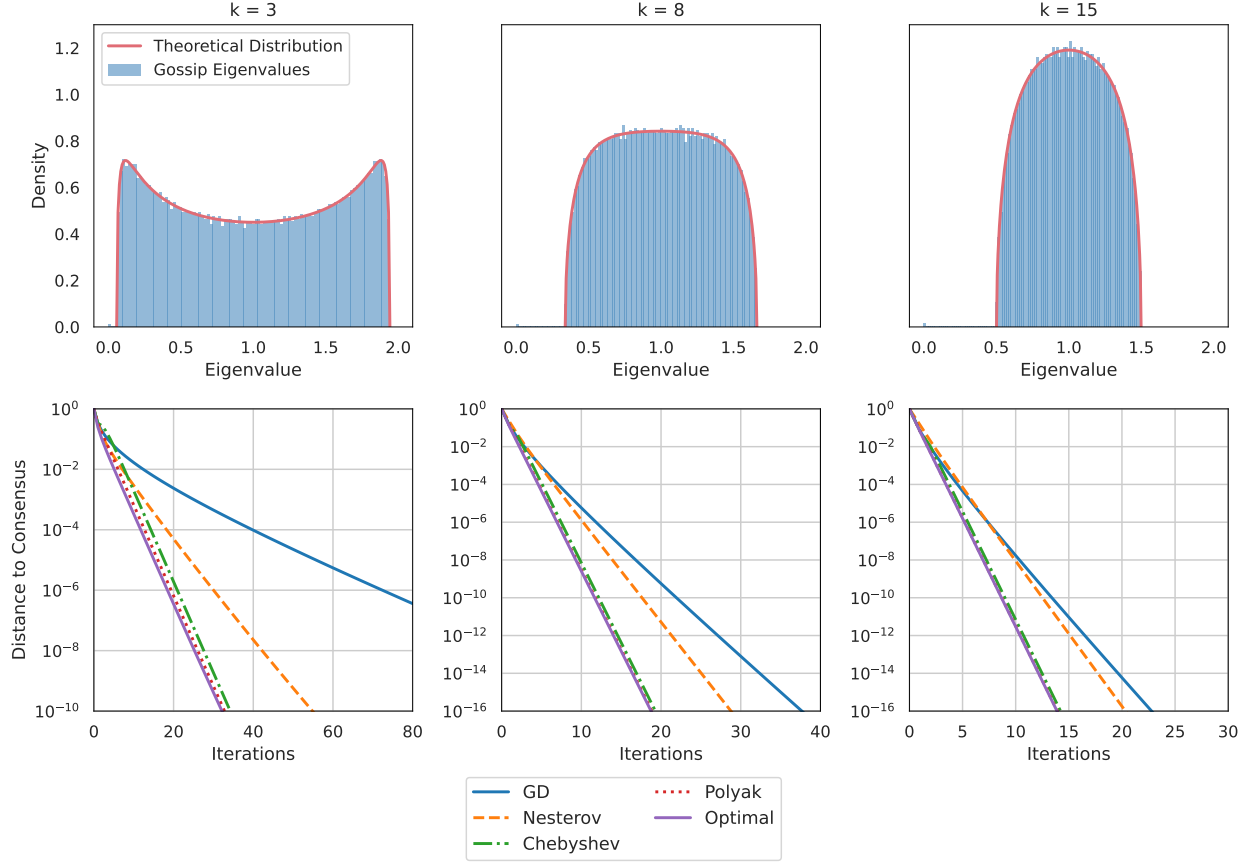 k = 3
k = 8
k = 15
Theoretical Distribution
Gossip Eigenvalues
Density
1.2
1.0
0.8
0.6
0.4
0.2
0.0
0.0 0.5 1.0 1.5 2.0
0.0 0.5 1.0 1.5 2.0
0.0 0.5 1.0 1.5 2.0
Eigenvalue
Eigenvalue
Eigenvalue
Distance to Consensus
10⁰
10⁻²
10⁻⁴
10⁻⁶
10⁻⁸
10⁻¹⁰
0 20 40 60 80
Iterations
10⁰
10⁻²
10⁻⁴
10⁻⁶
10⁻⁸
10⁻¹⁰
10⁻¹²
10⁻¹⁴
10⁻¹⁶
0 10 20 30 40
Iterations
10⁰
10⁻²
10⁻⁴
10⁻⁶
10⁻⁸
10⁻¹⁰
10⁻¹²
10⁻¹⁴
10⁻¹⁶
0 5 10 15 20 25 30
Iterations
GD
Nesterov
Chebyshev
Polyak
Optimal